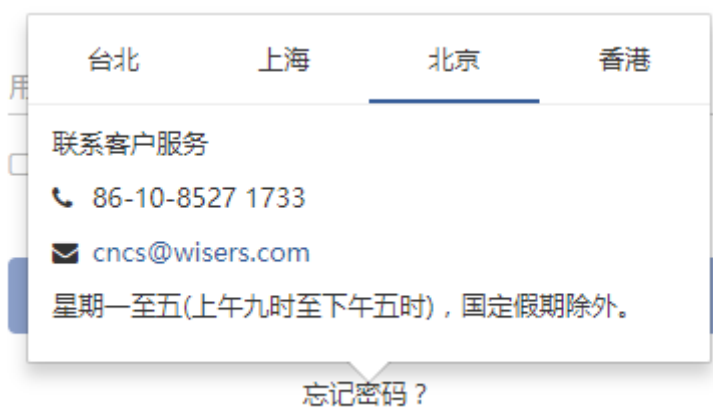 台北 上海 北京 香港
用
联系客户服务
86-10-8527 1733
cncs@wisers.com
星期一至五(上午九时至下午五时)，国定假期除外。
忘记密码？